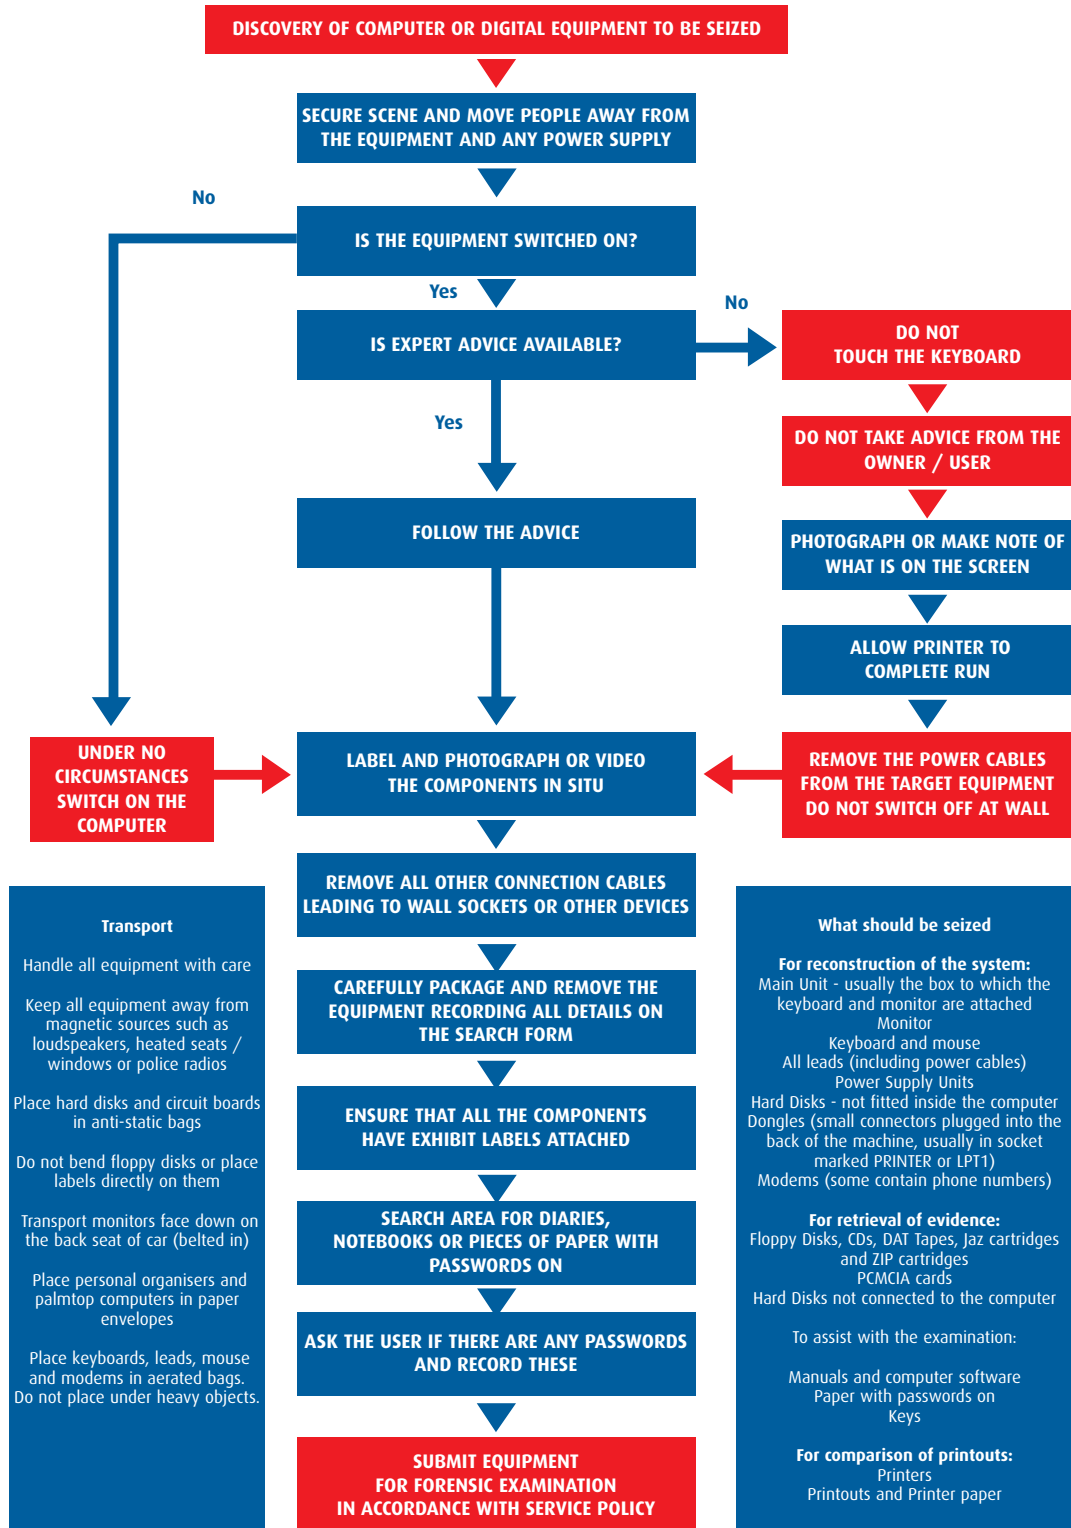 DISCOVERY OF COMPUTER OR DIGITAL EQUIPMENT TO BE SEIZED
SECURE SCENE AND MOVE PEOPLE AWAY FROM
THE EQUIPMENT AND ANY POWER SUPPLY
No
IS THE EQUIPMENT SWITCHED ON?
Yes
No
IS EXPERT ADVICE AVAILABLE?
DO NOT
TOUCH THE KEYBOARD
Yes
DO NOT TAKE ADVICE FROM THE
OWNER / USER
FOLLOW THE ADVICE
PHOTOGRAPH OR MAKE NOTE OF
WHAT IS ON THE SCREEN
ALLOW PRINTER TO
COMPLETE RUN
UNDER NO
CIRCUMSTANCES
SWITCH ON THE
COMPUTER
LABEL AND PHOTOGRAPH OR VIDEO
THE COMPONENTS IN SITU
REMOVE THE POWER CABLES
FROM THE TARGET EQUIPMENT
DO NOT SWITCH OFF AT WALL
REMOVE ALL OTHER CONNECTION CABLES
LEADING TO WALL SOCKETS OR OTHER DEVICES
CAREFULLY PACKAGE AND REMOVE THE
EQUIPMENT RECORDING ALL DETAILS ON
THE SEARCH FORM
ENSURE THAT ALL THE COMPONENTS
HAVE EXHIBIT LABELS ATTACHED
SEARCH AREA FOR DIARIES,
NOTEBOOKS OR PIECES OF PAPER WITH
PASSWORDS ON
ASK THE USER IF THERE ARE ANY PASSWORDS
AND RECORD THESE
SUBMIT EQUIPMENT
FOR FORENSIC EXAMINATION
IN ACCORDANCE WITH SERVICE POLICY
Transport
Handle all equipment with care
Keep all equipment away from
magnetic sources such as
loudspeakers, heated seats /
windows or police radios
Place hard disks and circuit boards
in anti-static bags
Do not bend floppy disks or place
labels directly on them
Transport monitors face down on
the back seat of car (belted in)
Place personal organisers and
palmtop computers in paper
envelopes
Place keyboards, leads, mouse
and modems in aerated bags.
Do not place under heavy objects.
What should be seized
For reconstruction of the system:
Main Unit - usually the box to which the
keyboard and monitor are attached
Monitor
Keyboard and mouse
All leads (including power cables)
Power Supply Units
Hard Disks - not fitted inside the computer
Dongles (small connectors plugged into the
back of the machine, usually in socket
marked PRINTER or LPT1)
Modems (some contain phone numbers)
For retrieval of evidence:
Floppy Disks, CDs, DAT Tapes, Jaz cartridges
and ZIP cartridges
PCMCIA cards
Hard Disks not connected to the computer
To assist with the examination:
Manuals and computer software
Paper with passwords on
Keys
For comparison of printouts:
Printers
Printouts and Printer paper